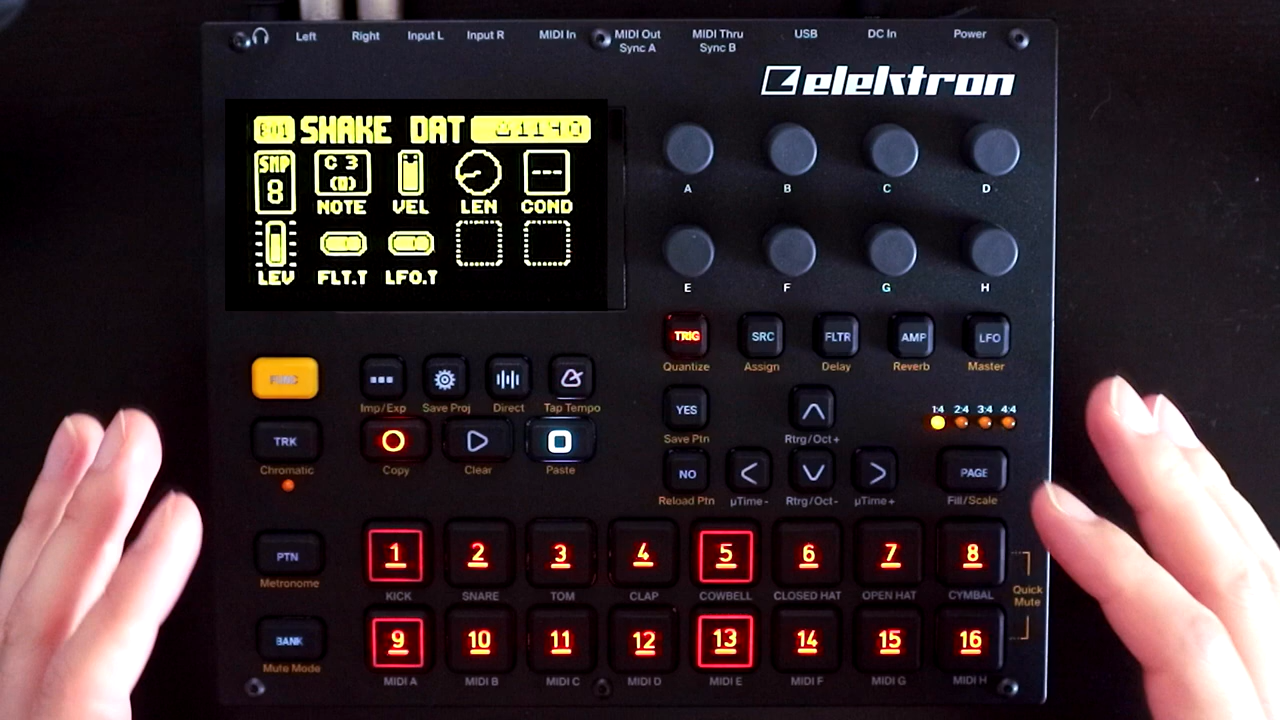 Left Right Input L Input R MIDI In MIDI Out MIDI Thru USB DC In Power
Sync A Sync B
elektron
SHAKE DAT
SMP C 3
8
NOTE VEL LEN COND
LEV FLT.T LFO.T
A B C D
E F G H
TRIG SRC FLTR AMP LFO
Quantize Assign Delay Reverb Master
FUNC
Imp/Exp Save Proj Direct Tap Tempo
YES
Save Ptn Rtrg/Oct+
1:4 2:4 3:4 4:4
TRK
Chromatic Copy Clear Paste
NO PAGE
Reload Ptn µTime- Rtrg/Oct- µTime+ Fill/Scale
PTN 1 2 3 4 5 6 7 8
Metronome KICK SNARE TOM CLAP COWBELL CLOSED HAT OPEN HAT CYMBAL
Quick
Mute
BANK 9 10 11 12 13 14 15 16
Mute Mode MIDI A MIDI B MIDI C MIDI D MIDI E MIDI F MIDI G MIDI H